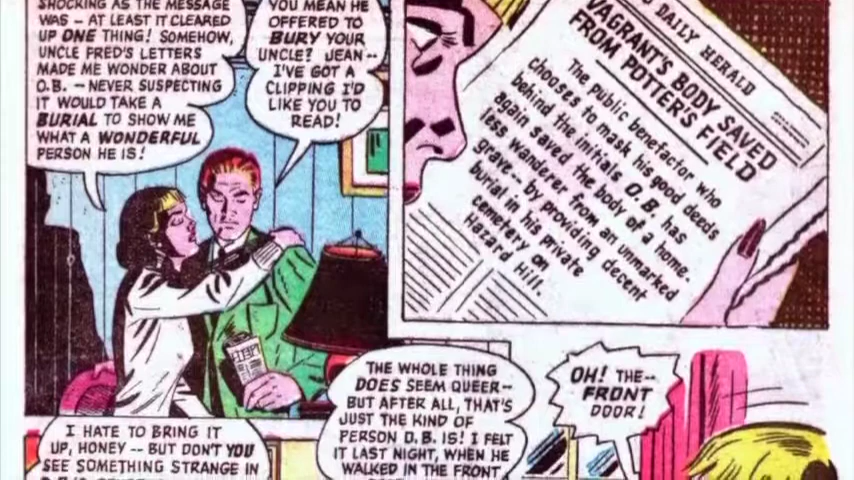 SHOCKING AS THE MESSAGE
WAS - AT LEAST IT CLEARED
UP ONE THING! SOMEHOW,
UNCLE FRED'S LETTERS
MADE ME WONDER ABOUT
O.B. - NEVER SUSPECTING
IT WOULD TAKE A
BURIAL TO SHOW ME
WHAT A WONDERFUL
PERSON HE IS!
YOU MEAN HE
OFFERED TO
BURY YOUR
UNCLE? JEAN--
I'VE GOT A
CLIPPING I'D
LIKE YOU TO
READ!
DAILY HERALD
VAGRANT'S BODY SAVED
FROM POTTER'S FIELD
The public benefactor who
chooses to mask his good deeds
behind the initials O.B. has
again saved the body of a home-
less wanderer from an unmarked
grave-- by providing decent
burial in his private
cemetery on
Hazard Hill.
I HATE TO BRING IT
UP, HONEY -- BUT DON'T YOU
SEE SOMETHING STRANGE IN
THE WHOLE THING
DOES SEEM QUEER--
BUT AFTER ALL, THAT'S
JUST THE KIND OF
PERSON O.B. IS! I FELT
IT LAST NIGHT, WHEN HE
WALKED IN THE FRONT
OH! THE--
FRONT
DOOR!